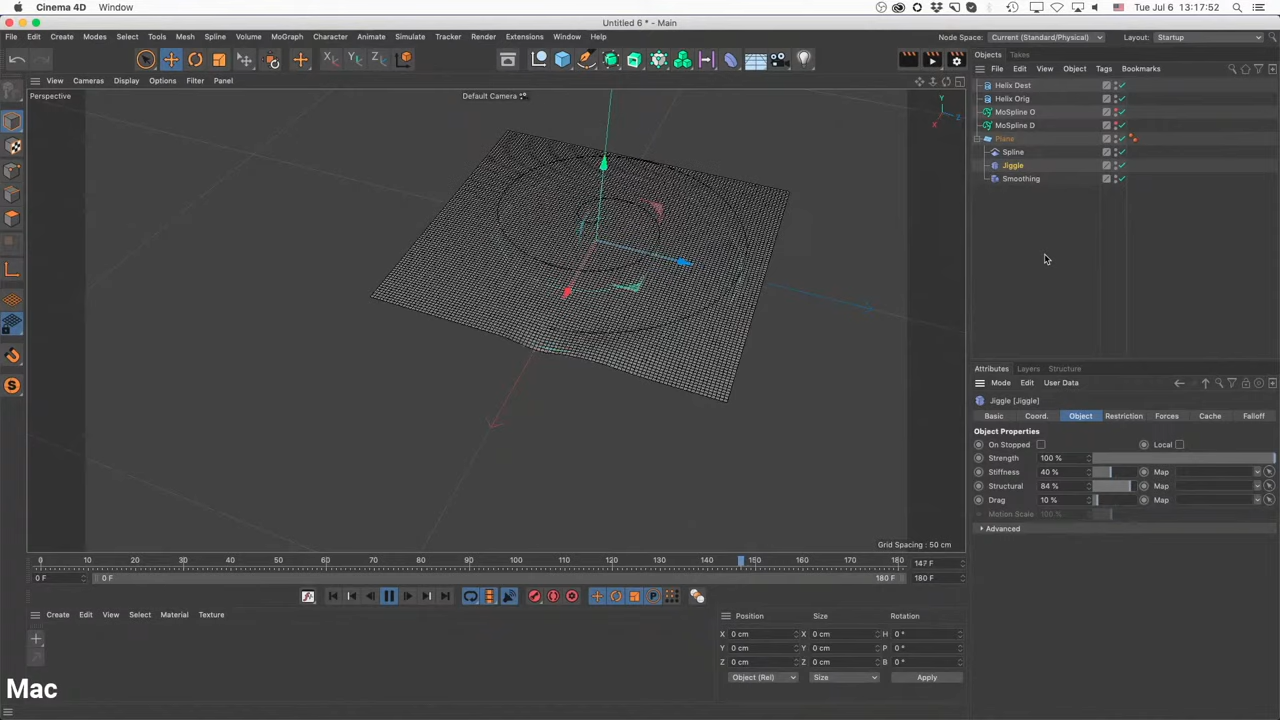 Cinema 4D Window Tue Jul 6 13:17:52
Untitled 6 * - Main
File Edit Create Modes Select Tools Mesh Spline Volume MoGraph Character Animate Simulate Tracker Render Extensions Window Help Node Space: Current (Standard/Physical) Layout: Startup
View Cameras Display Options Filter Panel
Perspective
Default Camera
Y
Z
X
Grid Spacing : 50 cm
Objects Takes
File Edit View Object Tags Bookmarks
Helix Dest
Helix Orig
MoSpline O
MoSpline D
Plane
Spline
Jiggle
Smoothing
Attributes Layers Structure
Mode Edit User Data
Jiggle [Jiggle]
Basic Coord. Object Restriction Forces Cache Falloff
Object Properties
On Stopped Local
Strength 100 %
Stiffness 40 % Map
Structural 84 % Map
Drag 10 % Map
Motion Scale 100 %
Advanced
0 10 20 30 40 50 60 70 80 90 100 110 120 130 140 150 160 170 180 147 F
0 F 0 F 180 F 180 F
Create Edit View Select Material Texture
Position Size Rotation
X 0 cm X 0 cm H 0 °
Y 0 cm Y 0 cm P 0 °
Z 0 cm Z 0 cm B 0 °
Object (Rel) Size Apply
Mac